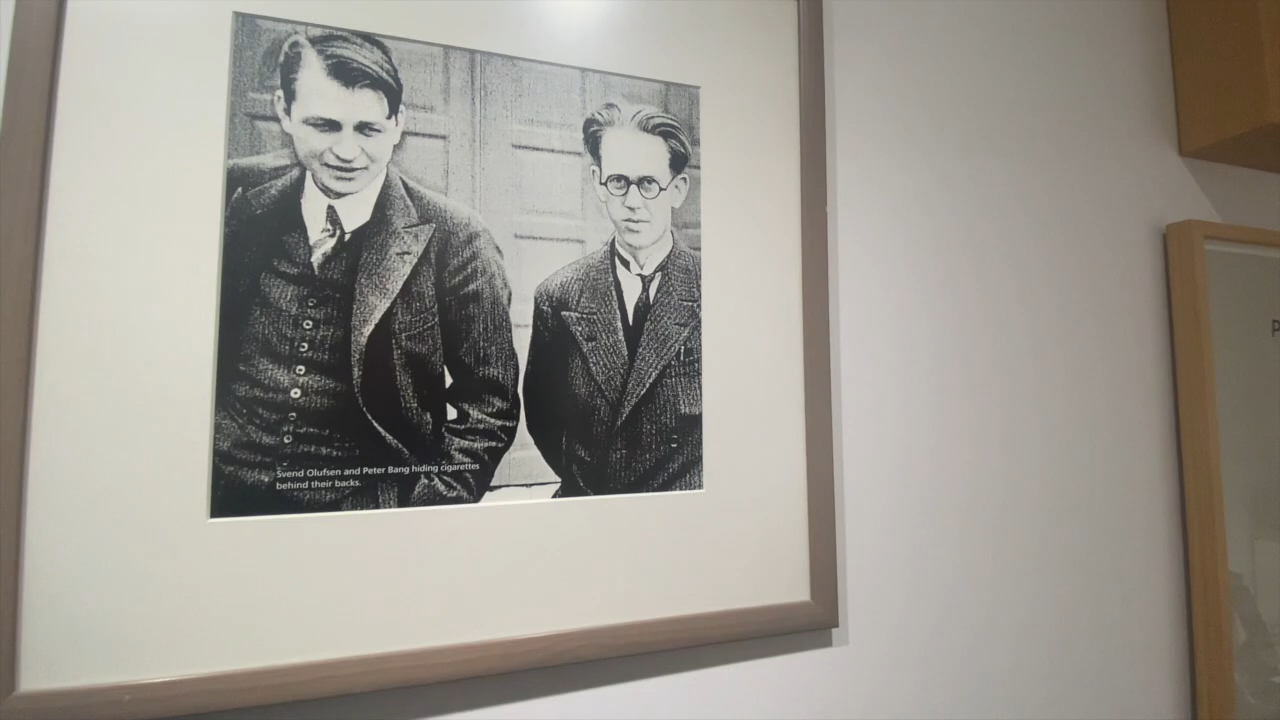 Svend Olufsen and Peter Bang hiding cigarettes
behind their backs.
P